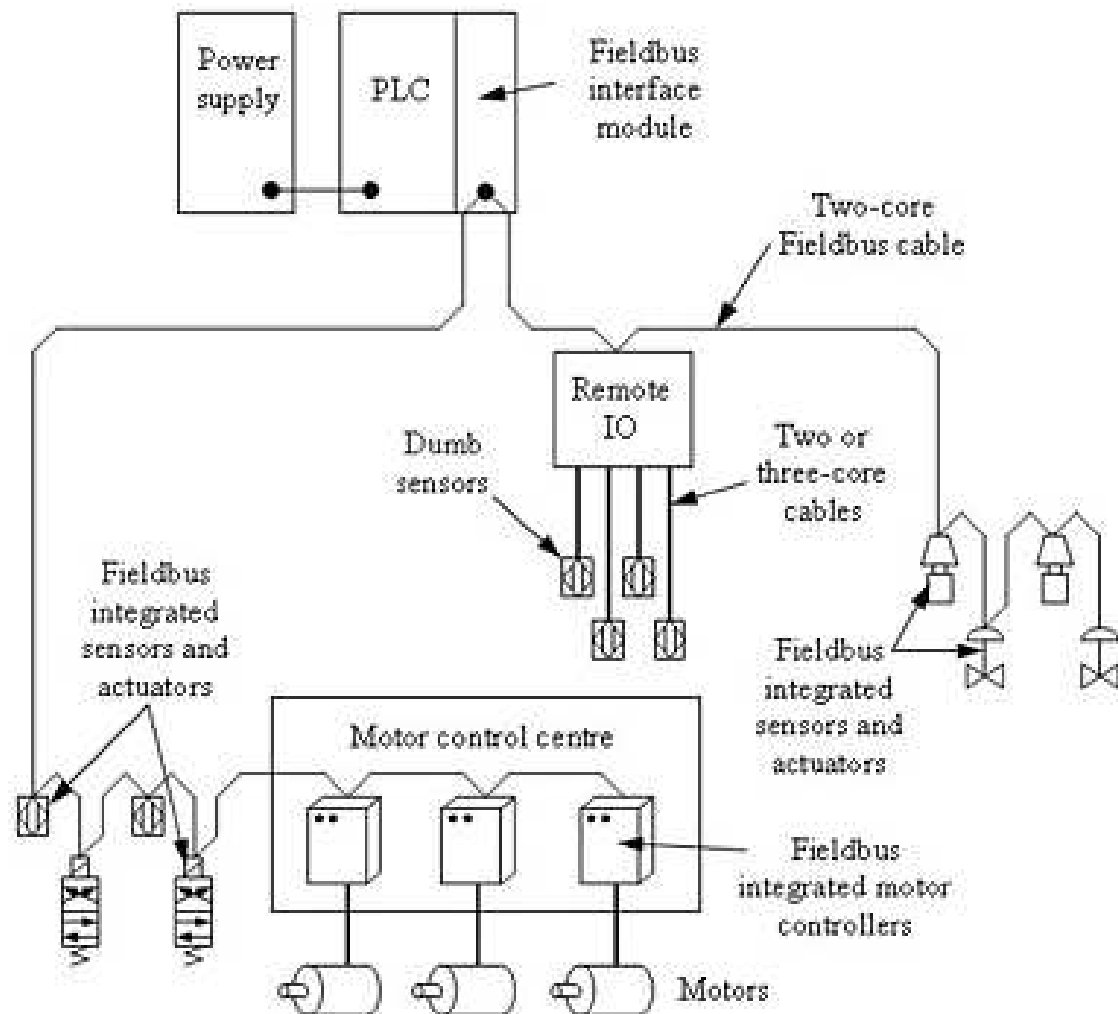 Power
supply
PLC
Fieldbus
interface
module
Two-core
Fieldbus cable
Remote
IO
Dumb
sensors
Two or
three-core
cables
Fieldbus
integrated
sensors and
actuators
Fieldbus
integrated
sensors and
actuators
Motor control centre
Fieldbus
integrated motor
controllers
Motors